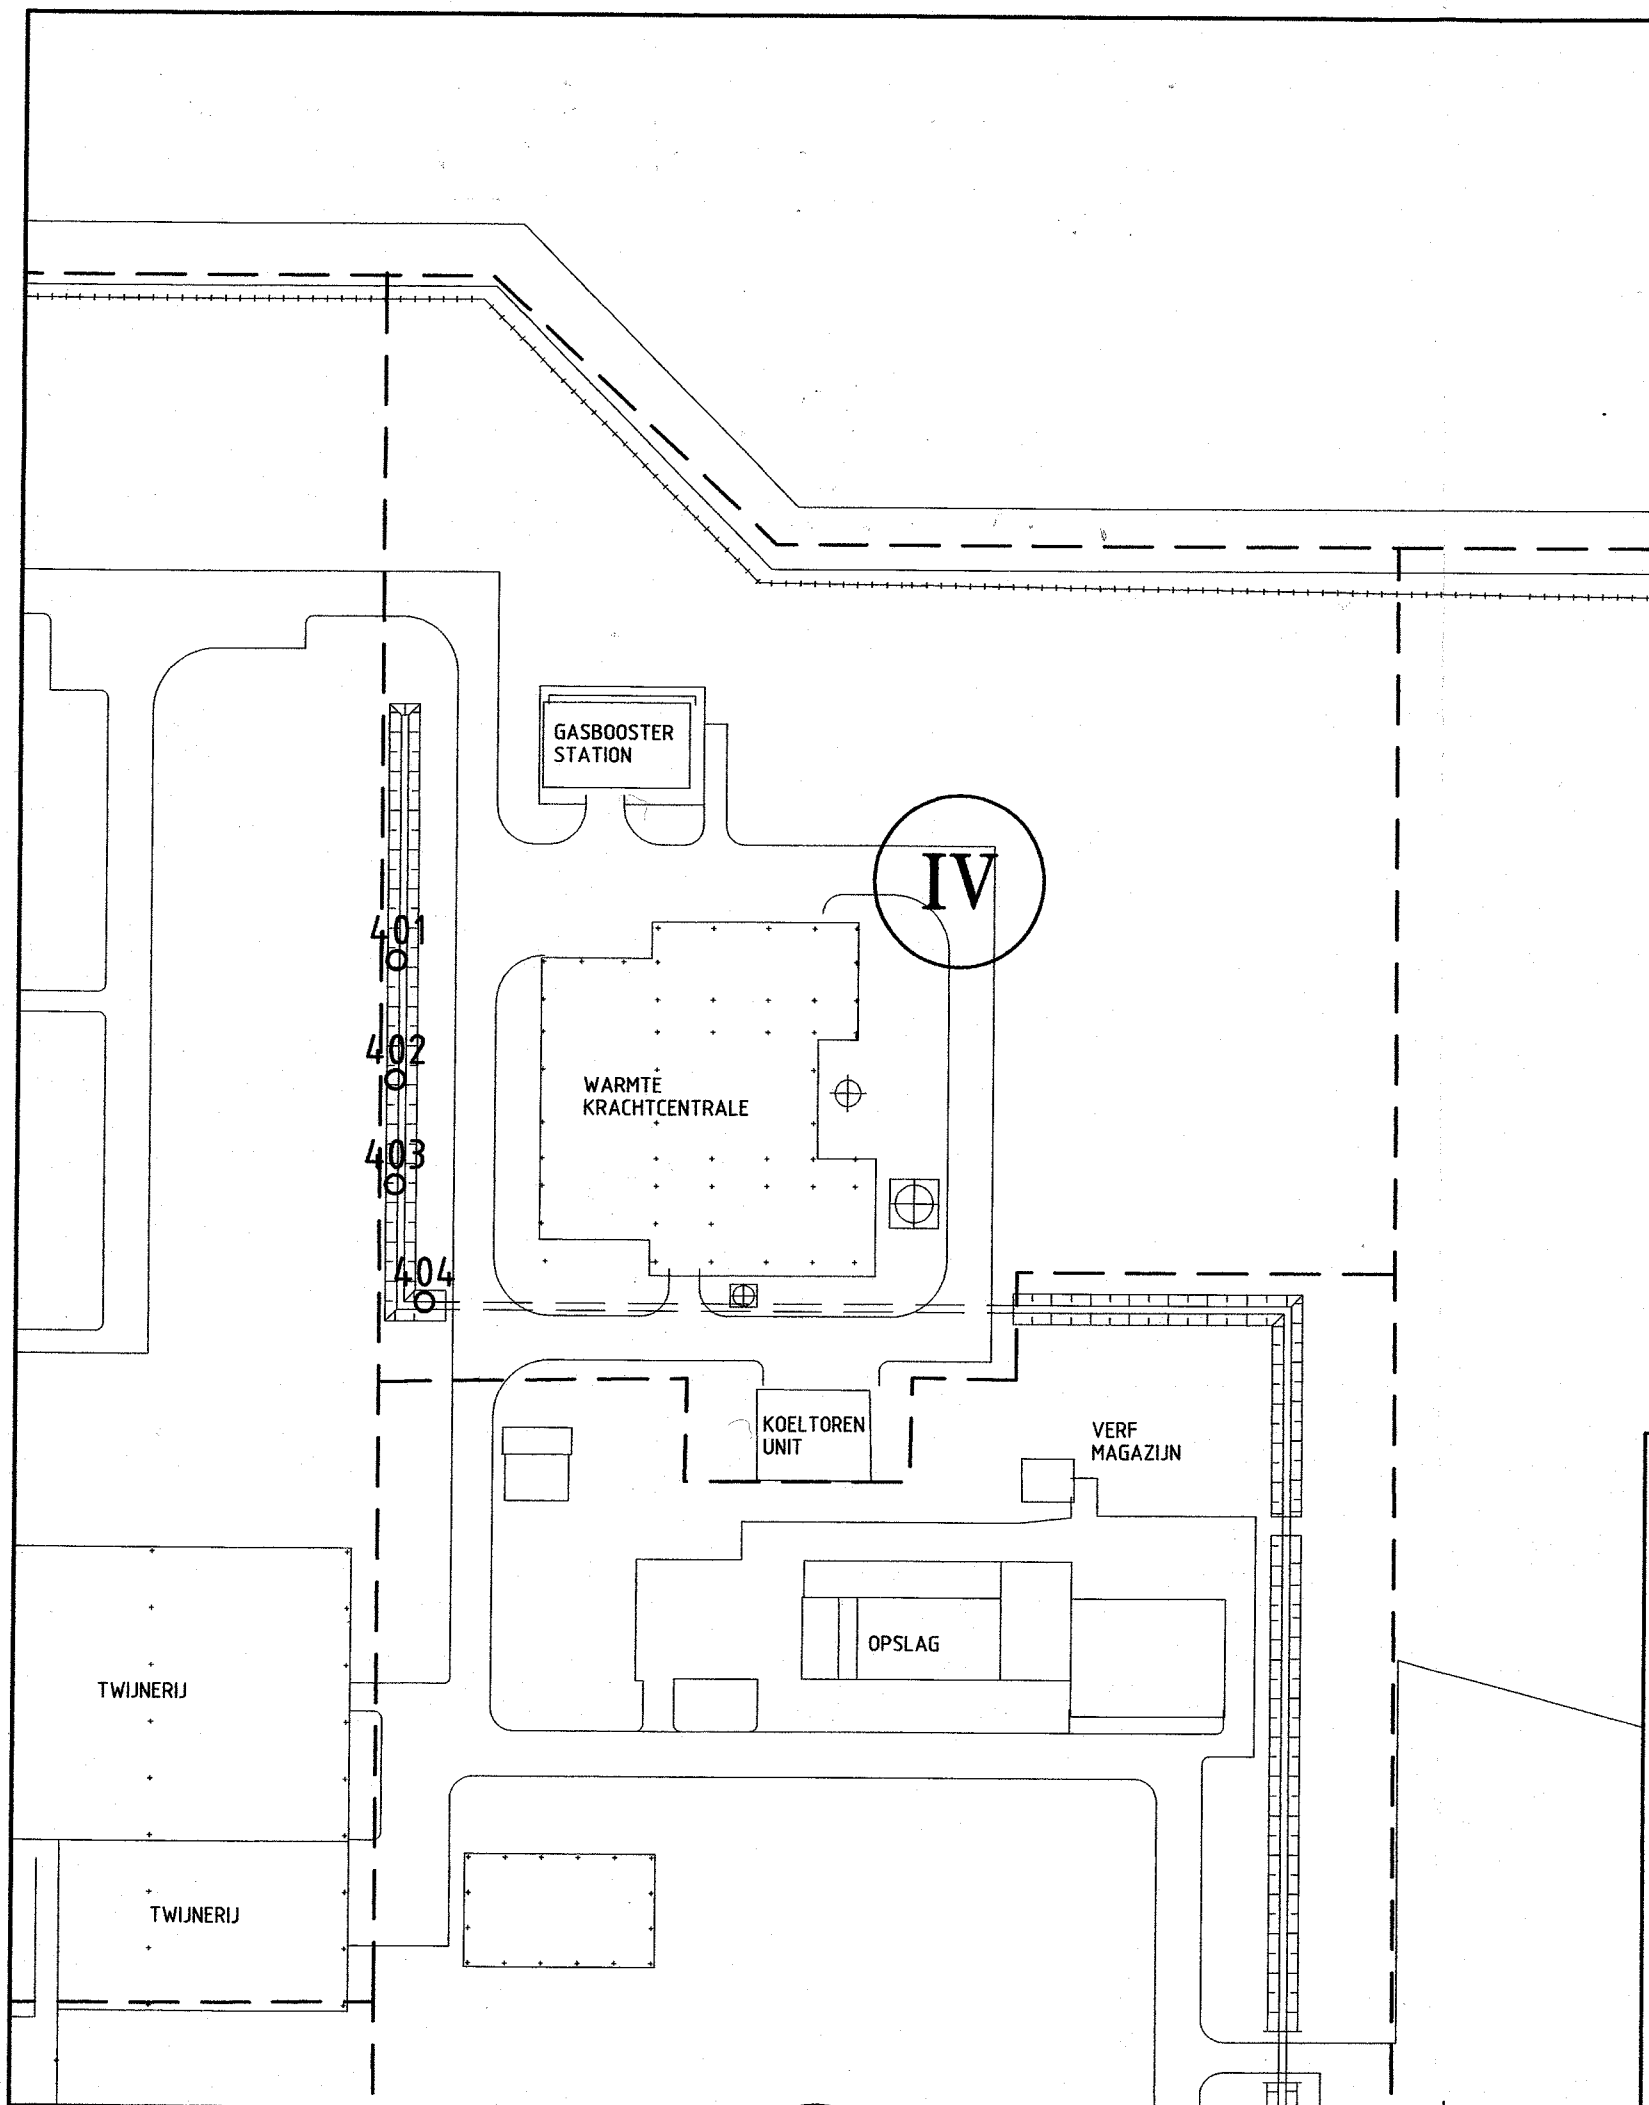 GASBOOSTER
STATION
IV
401
402
WARMTE
KRACHTCENTRALE
403
404
KOELTOREN
UNIT
VERF
MAGAZIJN
OPSLAG
TWIJNERIJ
TWIJNERIJ